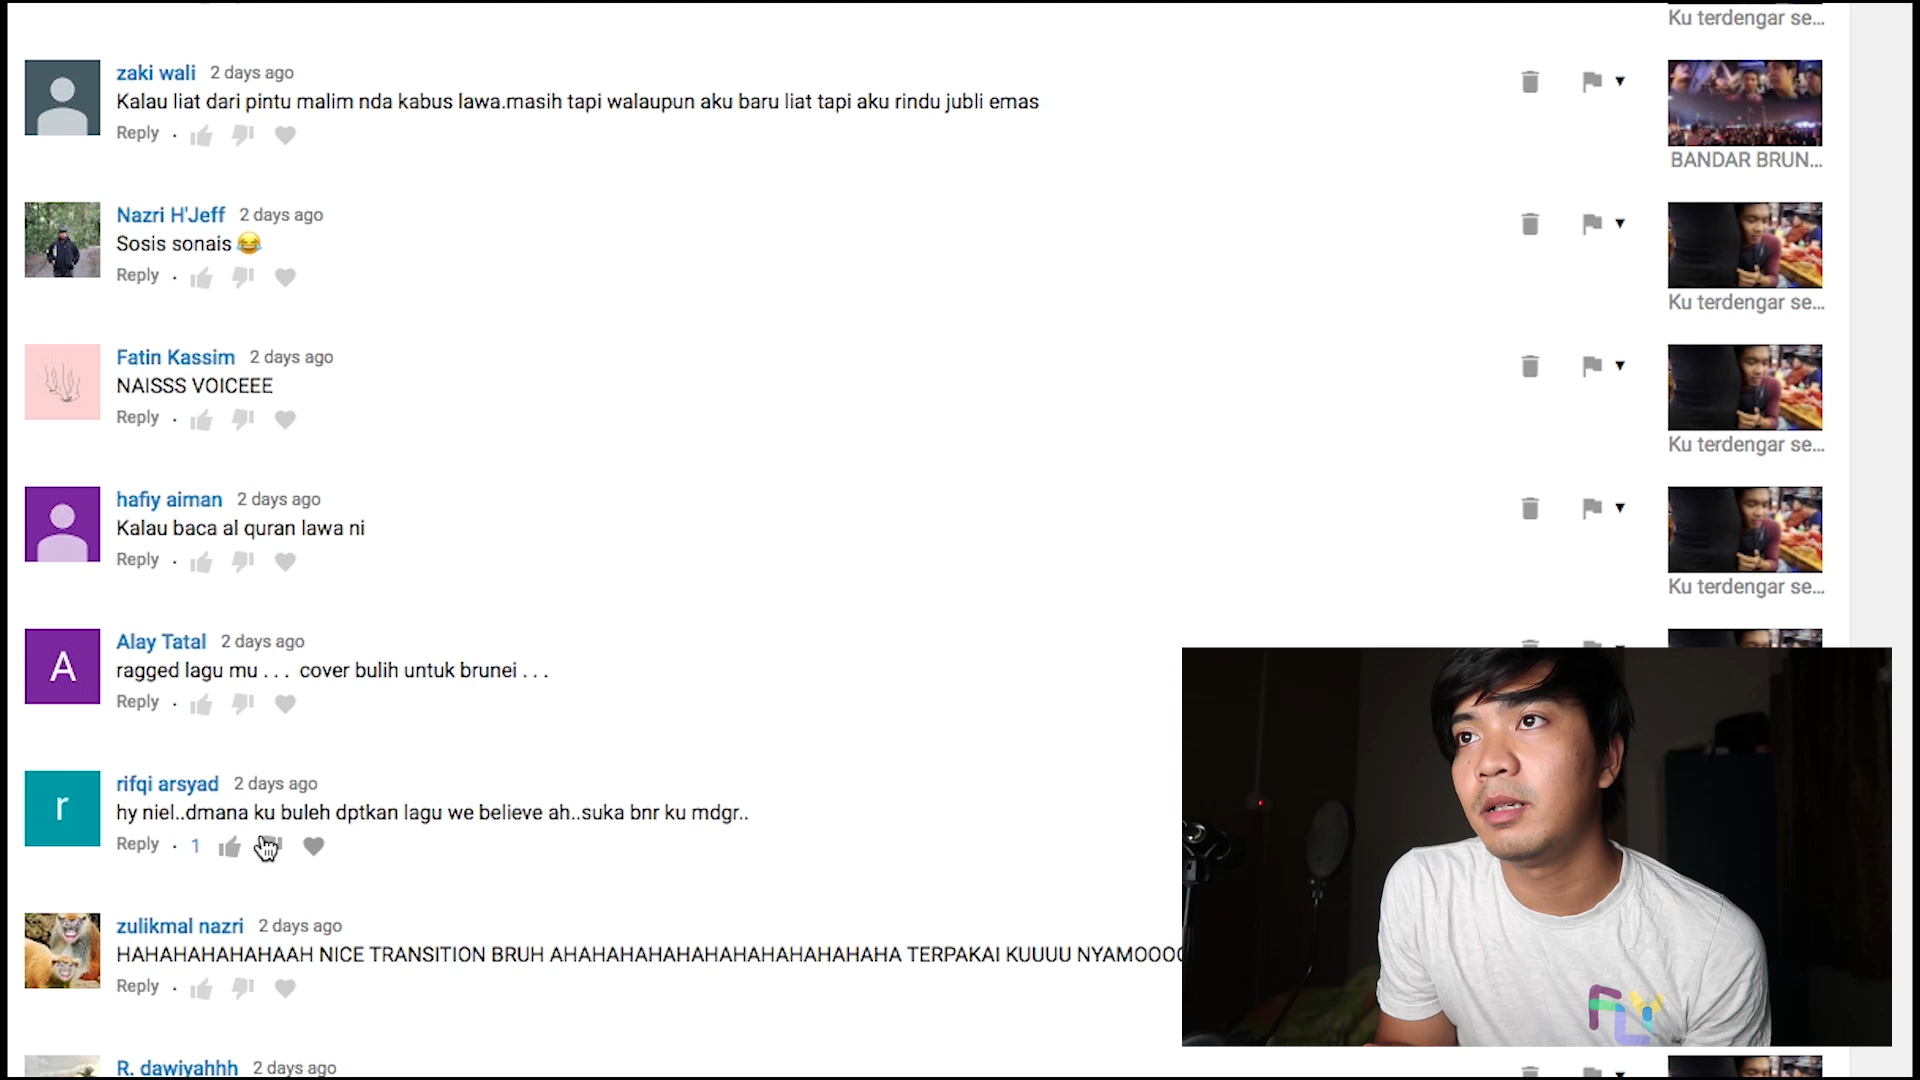 Ku terdengar se...
zaki wali 2 days ago
Kalau liat dari pintu malim nda kabus lawa.masih tapi walaupun aku baru liat tapi aku rindu jubli emas
Reply
BANDAR BRUN...
Nazri H'Jeff 2 days ago
Sosis sonais 😂
Reply
Ku terdengar se...
Fatin Kassim 2 days ago
NAISSS VOICEEE
Reply
Ku terdengar se...
hafiy aiman 2 days ago
Kalau baca al quran lawa ni
Reply
Ku terdengar se...
A
Alay Tatal 2 days ago
ragged lagu mu . . . cover bulih untuk brunei . . .
Reply
r
rifqi arsyad 2 days ago
hy niel..dmana ku buleh dptkan lagu we believe ah..suka bnr ku mdgr..
Reply · 1
zulikmal nazri 2 days ago
HAHAHAHAHAHAAH NICE TRANSITION BRUH AHAHAHAHAHAHAHAHAHAHAHA TERPAKAI KUUUU NYAMOOOO
Reply
FLY
R. dawiyahhh 2 days ago